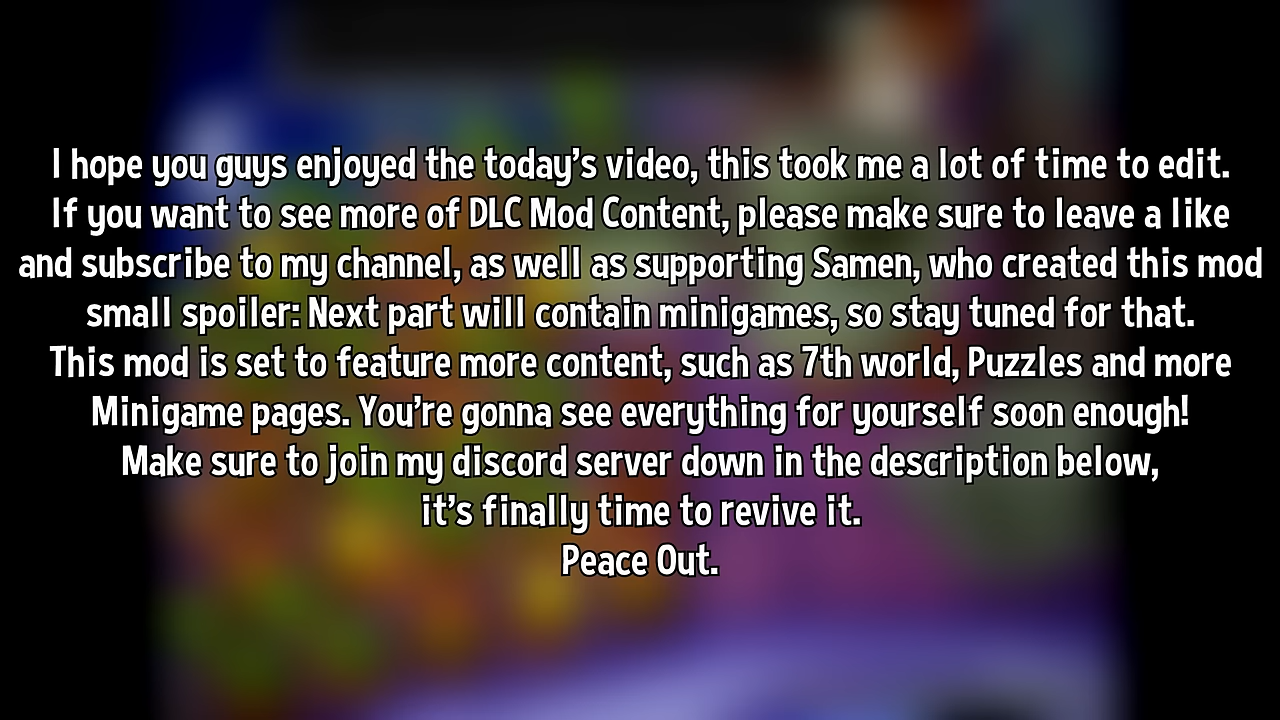 I hope you guys enjoyed the today's video, this took me a lot of time to edit.
If you want to see more of DLC Mod Content, please make sure to leave a like
and subscribe to my channel, as well as supporting Samen, who created this mod
small spoiler: Next part will contain minigames, so stay tuned for that.
This mod is set to feature more content, such as 7th world, Puzzles and more
Minigame pages. You're gonna see everything for yourself soon enough!
Make sure to join my discord server down in the description below,
it's finally time to revive it.
Peace Out.